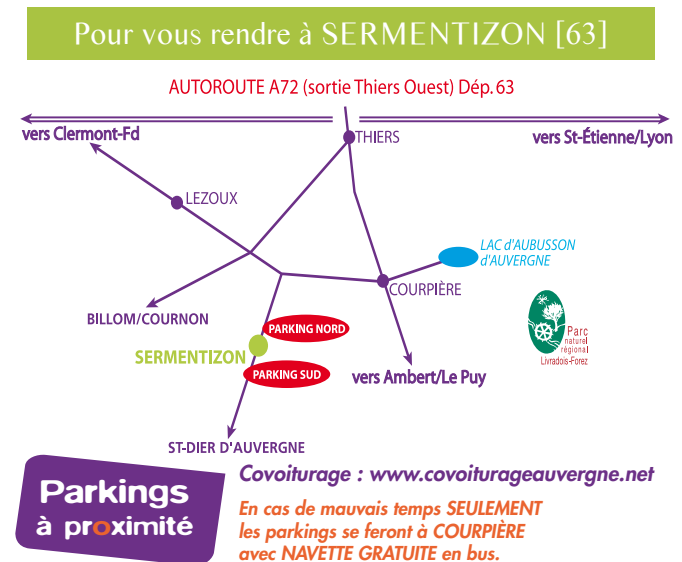 Pour vous rendre à SERMENTIZON [63]
AUTOROUTE A72 (sortie Thiers Ouest) Dép. 63
vers Clermont-Fd
THIERS
vers St-Étienne/Lyon
LEZOUX
LAC d'AUBUSSON
d'AUVERGNE
COURPIÈRE
BILLOM/COURNON
PARKING NORD
SERMENTIZON
PARKING SUD
vers Ambert/Le Puy
Parc
naturel
régional
Livradois-Forez
ST-DIER D'AUVERGNE
Parkings
à proximité
Covoiturage : www.covoiturageauvergne.net
En cas de mauvais temps SEULEMENT
les parkings se feront à COURPIÈRE
avec NAVETTE GRATUITE en bus.